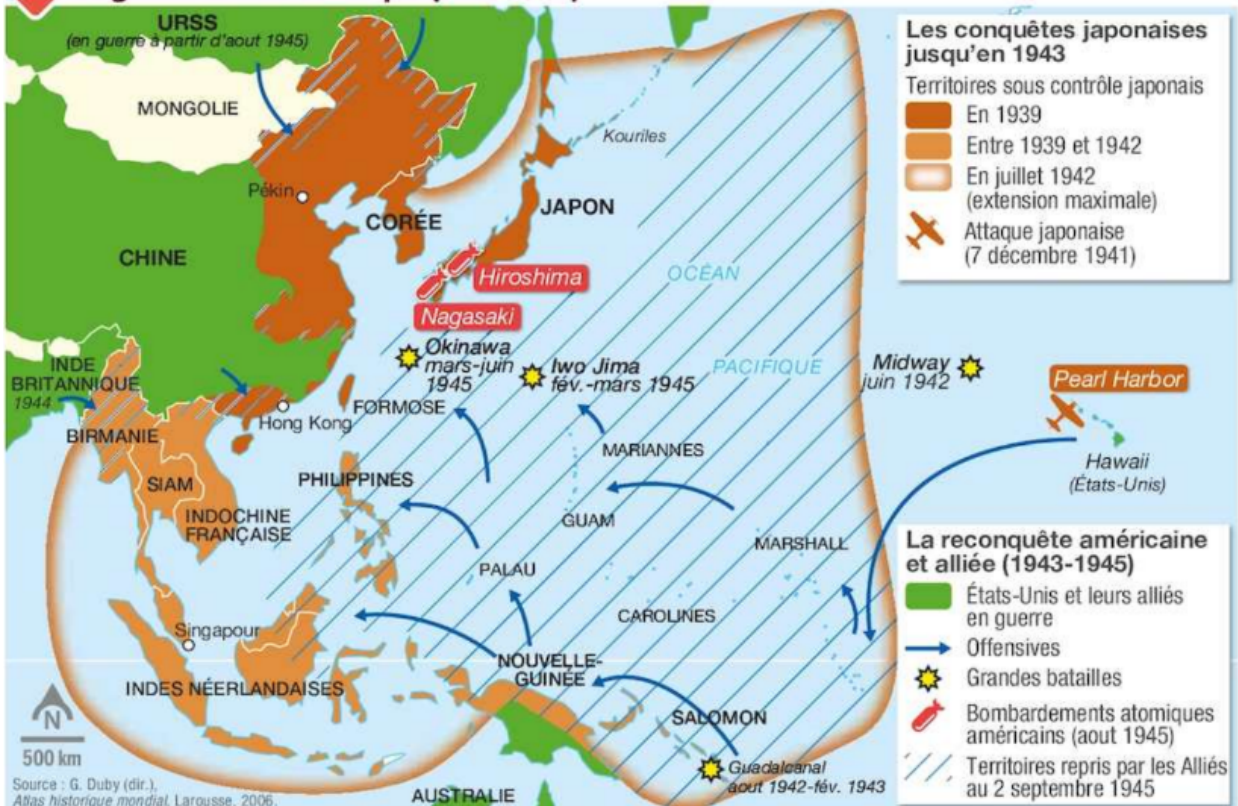 URSS
(en guerre à partir d'aout 1945)
MONGOLIE
Kouriles
Pékin
CORÉE
JAPON
CHINE
Hiroshima
Nagasaki
OCÉAN
PACIFIQUE
Okinawa
mars-juin
1945
Iwo Jima
fév.-mars 1945
Midway
juin 1942
Pearl Harbor
Hawaii
(États-Unis)
INDE
BRITANNIQUE
1944
FORMOSE
Hong Kong
BIRMANIE
MARIANNES
PHILIPPINES
SIAM
INDOCHINE
FRANÇAISE
GUAM
MARSHALL
PALAU
CAROLINES
Singapour
NOUVELLE-
GUINÉE
INDES NÉERLANDAISES
SALOMON
Guadalcanal
aout 1942-fév. 1943
AUSTRALIE
N
500 km
Source : G. Duby (dir.),
Atlas historique mondial, Larousse, 2006.
Les conquêtes japonaises
jusqu'en 1943
Territoires sous contrôle japonais
En 1939
Entre 1939 et 1942
En juillet 1942
(extension maximale)
Attaque japonaise
(7 décembre 1941)
La reconquête américaine
et alliée (1943-1945)
États-Unis et leurs alliés
en guerre
Offensives
Grandes batailles
Bombardements atomiques
américains (aout 1945)
Territoires repris par les Alliés
au 2 septembre 1945